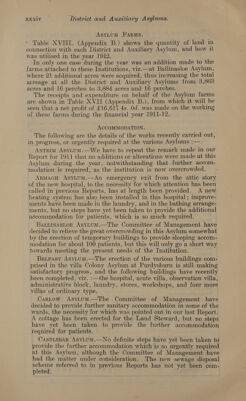 xxxiv District and Auxiliary Asylums.
Asylum Farms.
Table XVIII. (Appendix B.) shows the quantity of land in
connection with each District and Auxiliary Asylum, and how it
was utilised in the year 1912.
In only one case during the year was an addition made to the
farms attached to these Institutions, viz.—at Ballinasloe Asylum,
where 21 additional acres were acquired, thus increasing the total
acreage at all the District and Auxiliary Asylums from 3,863
acres and 16 perches to 3,884 acres and 16 perches.
The receipts and expenditure on behalf of the Asylum farms
are shown in Table XVII (Appendix B.), from which it will be
seen that a net profit of £16,617 4s. 0d. was made on the working
of these farms during the financial year 1911-12.
Accommodation.
The following are the details of the works recently carried out,
in progress, or urgently required at the various Asylums :—
Antrim Asylum.—We have to repeat the remark made in our
Report for 1911 that no additions or alterations were made at this
Asylum during the year, notwithstanding that further accom-
modation is required, as the institution is now overcrowded.
Armagh Asylum.—An emergency exit from the attic story
of the new hospital, to the necessity for which attention has been
called in previous Reports, has at length been provided. A new
heating system has also been installed in this hospital; improve-
ments have been made in the laundry, and in the bathing arrange-
ments, but no steps have yet been taken to provide the additional
accommodation for patients, which is so much required.
Ballinasloe Asylum.—The Committee of Management have
decided to relieve the great overcrowding in this Asylum somewhat
by the erection of temporary buildings to provide extra accom-
modation for about 100 patients, but this will only go a short way
towards meeting the present needs of the Institution.
Belfast Asylum.—The erection of the various buildings com-
prised in the villa Colony Asylum at Purdysburn is still making
satisfactory progress, and the following buildings have recently
been completed, viz. :—the hospital, acute villa, observation villa,
administrative block, laundry, stores, workshops, and four more
villas of ordinary type.
Carlow Asylum.—The Committee of Management have
decided to provide further sanitary accommodation in some of the
wards, the necessity for which was pointed out in our last Report.
A cottage has been erected for the Land Steward, but no steps
have yet been taken to provide the further accommodation
required for patients.
Castlebar Asylum.—No definite steps have yet been taken to
provide the further accommodation which is so urgently required
at this Asylum, although the Committee of Management have
had the matter under consideration. The new sewage disposal
scheme referred to in previous Reports has not yet been com-
pleted.